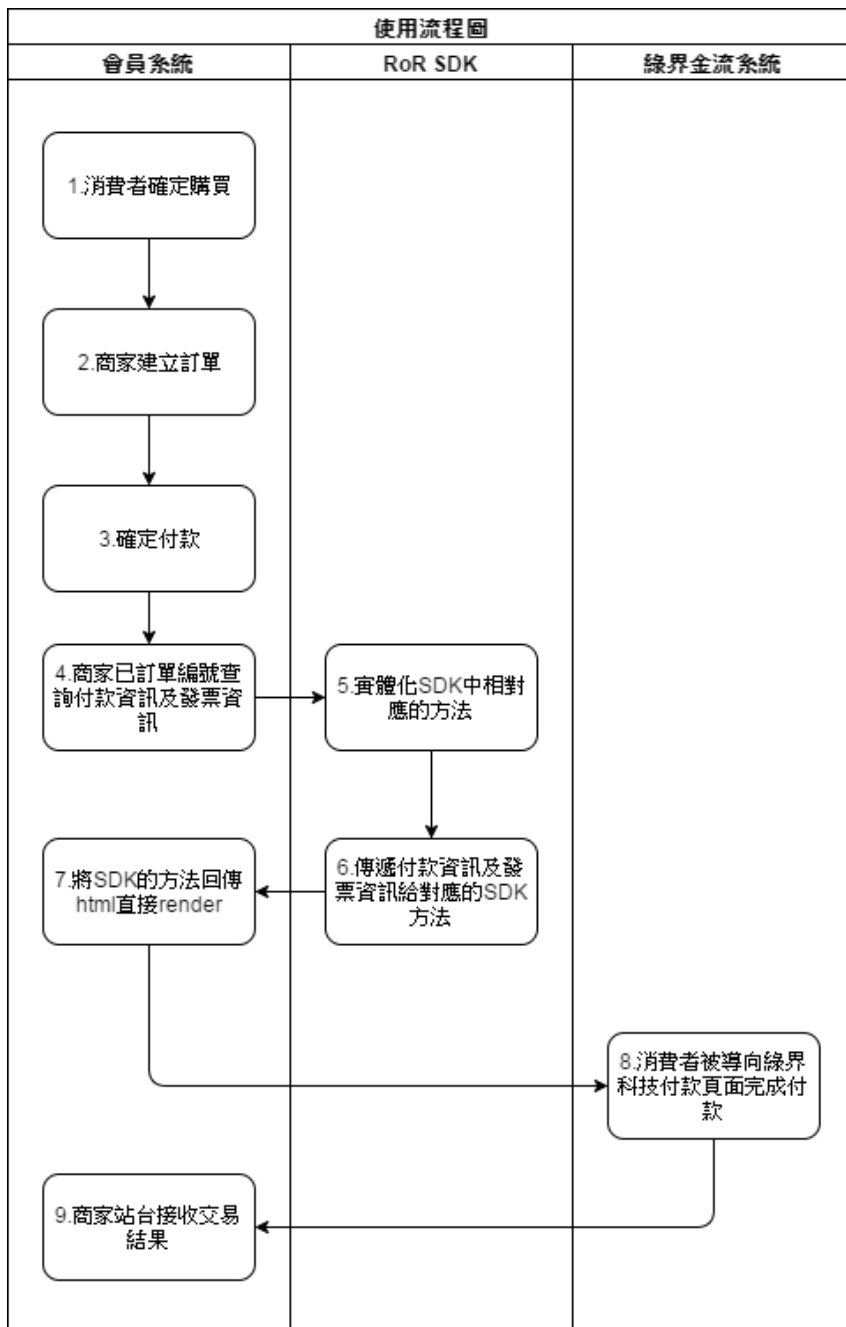 使用流程圖
會員系統
RoR SDK
綠界金流系統
1.消費者確定購買
2.商家建立訂單
3.確定付款
4.商家已訂單編號查
詢付款資訊及發票資
訊
5.實體化SDK中相對
應的方法
6.傳遞付款資訊及發
票資訊給對應的SDK
方法
7.將SDK的方法回傳
html直接render
8.消費者被導向綠界
科技付款頁面完成付
款
9.商家站台接收交易
結果